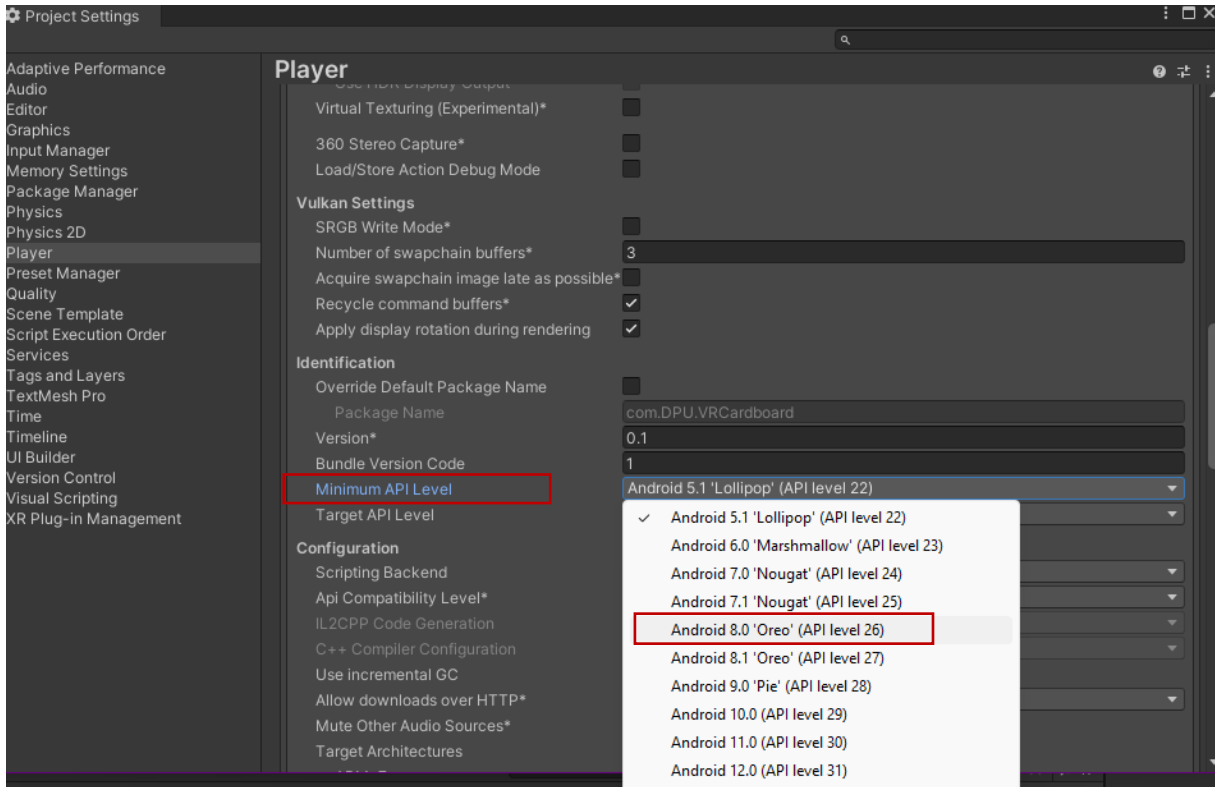 Project Settings
Adaptive Performance
Audio
Editor
Graphics
Input Manager
Memory Settings
Package Manager
Physics
Physics 2D
Player
Preset Manager
Quality
Scene Template
Script Execution Order
Services
Tags and Layers
TextMesh Pro
Time
Timeline
UI Builder
Version Control
Visual Scripting
XR Plug-in Management
Player
Use HDR Display Output
Virtual Texturing (Experimental)*
360 Stereo Capture*
Load/Store Action Debug Mode
Vulkan Settings
SRGB Write Mode*
Number of swapchain buffers* 3
Acquire swapchain image late as possible*
Recycle command buffers*
Apply display rotation during rendering
Identification
Override Default Package Name
Package Name com.DPU.VRCardboard
Version* 0.1
Bundle Version Code 1
Minimum API Level Android 5.1 'Lollipop' (API level 22)
Target API Level
Configuration
Scripting Backend
Api Compatibility Level*
IL2CPP Code Generation
C++ Compiler Configuration
Use incremental GC
Allow downloads over HTTP*
Mute Other Audio Sources*
Target Architectures
Android 5.1 'Lollipop' (API level 22)
Android 6.0 'Marshmallow' (API level 23)
Android 7.0 'Nougat' (API level 24)
Android 7.1 'Nougat' (API level 25)
Android 8.0 'Oreo' (API level 26)
Android 8.1 'Oreo' (API level 27)
Android 9.0 'Pie' (API level 28)
Android 10.0 (API level 29)
Android 11.0 (API level 30)
Android 12.0 (API level 31)